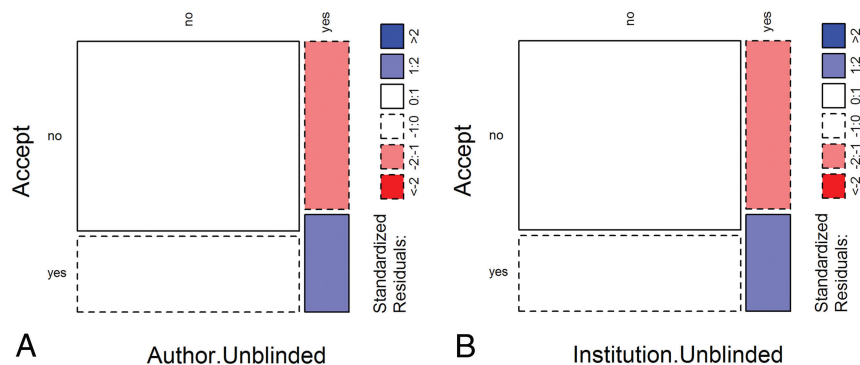 no
yes
Accept
no
yes
Standardized
Residuals:
<-2
-2:-1
-1:0
0:1
1:2
>2
A
Author.Unblinded
no
yes
Accept
no
yes
Standardized
Residuals:
<-2
-2:-1
-1:0
0:1
1:2
>2
B
Institution.Unblinded